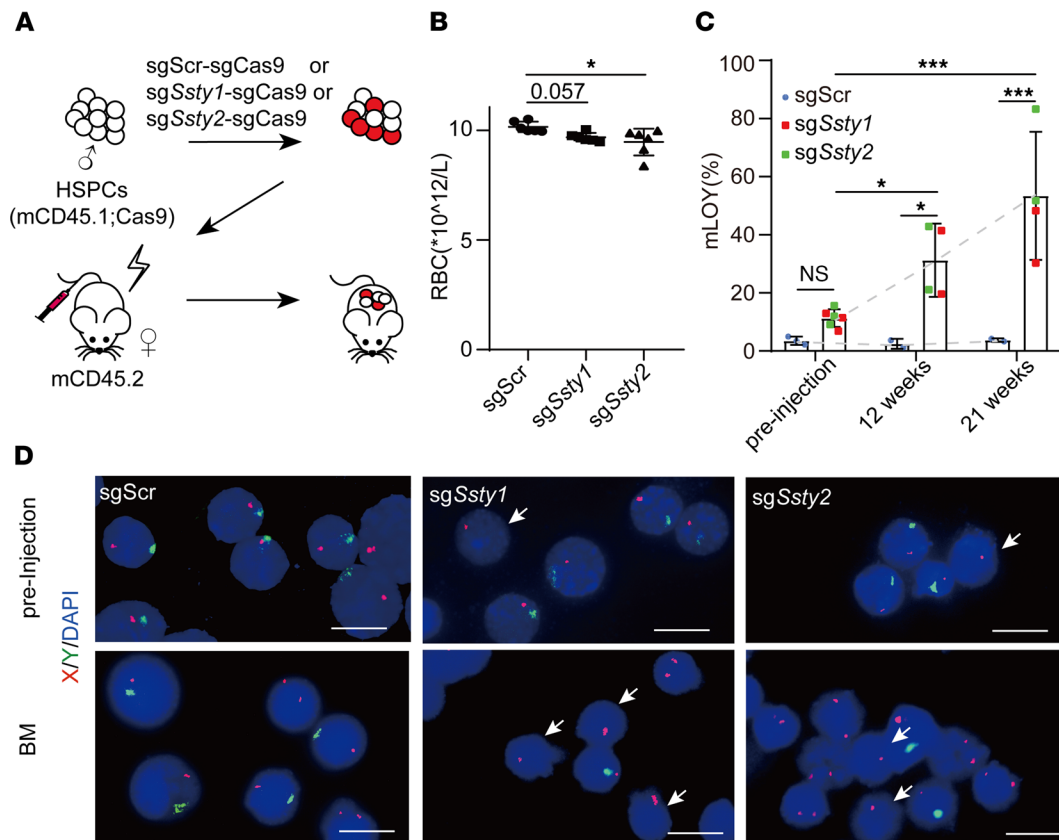 A
sgScr-sgCas9 or
sgSsty1-sgCas9 or
sgSsty2-sgCas9
♂
HSPCs
(mCD45.1;Cas9)
♀
mCD45.2
B
*
0.057
RBC(*10^12/L)
10
5
0
sgScr
sgSsty1
sgSsty2
C
mLOY(%)
100
80
60
40
20
0
sgScr
sgSsty1
sgSsty2
***
***
*
*
NS
pre-injection
12 weeks
21 weeks
D
X/Y/DAPI
pre-Injection
BM
sgScr
sgSsty1
sgSsty2